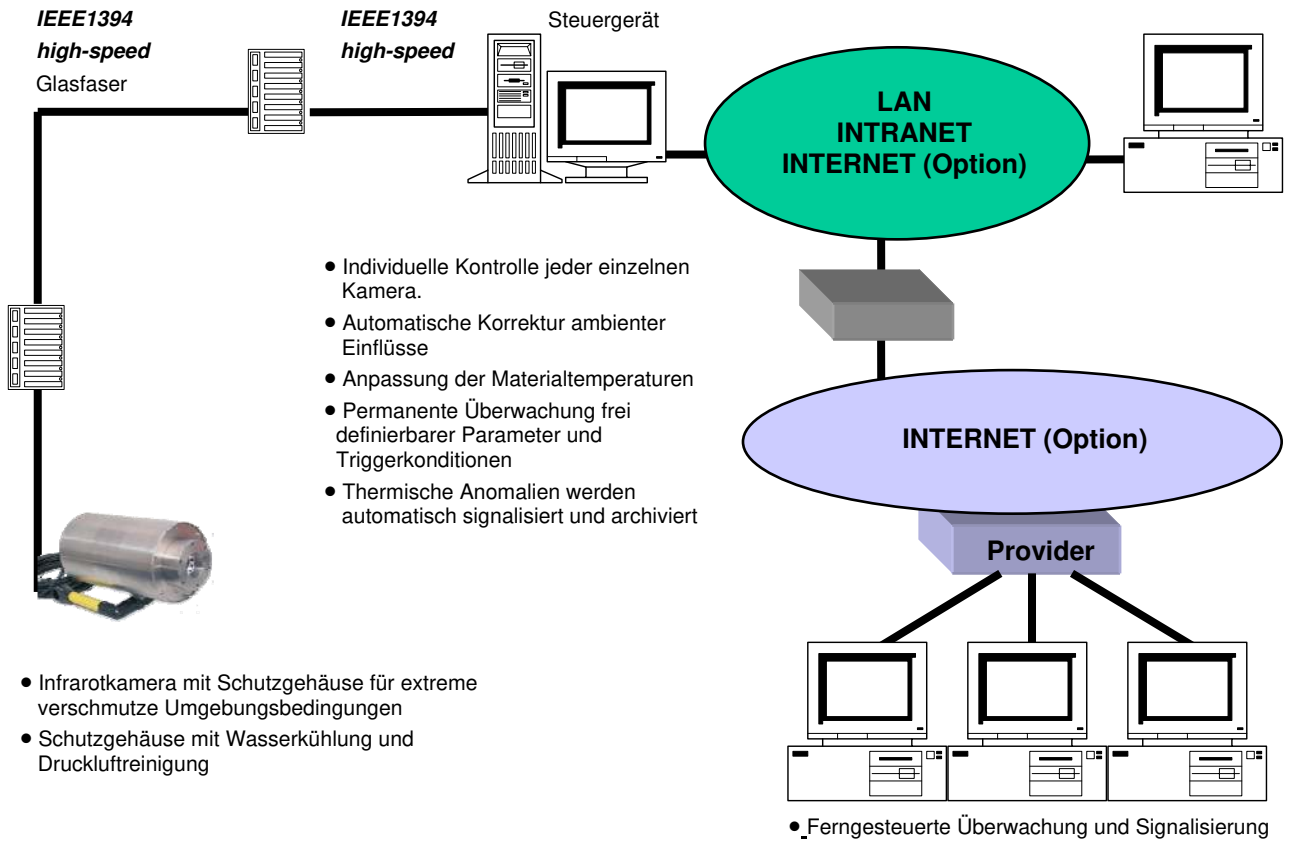 IEEE1394
high-speed
Glasfaser
IEEE1394
high-speed
Steuergerät
LAN
INTRANET
INTERNET (Option)
• Individuelle Kontrolle jeder einzelnen
Kamera.
• Automatische Korrektur ambienter
Einflüsse
• Anpassung der Materialtemperaturen
• Permanente Überwachung frei
definierbarer Parameter und
Triggerkonditionen
• Thermische Anomalien werden
automatisch signalisiert und archiviert
INTERNET (Option)
Provider
• Infrarotkamera mit Schutzgehäuse für extreme
verschmutze Umgebungsbedingungen
• Schutzgehäuse mit Wasserkühlung und
Druckluftreinigung
• Ferngesteuerte Überwachung und Signalisierung